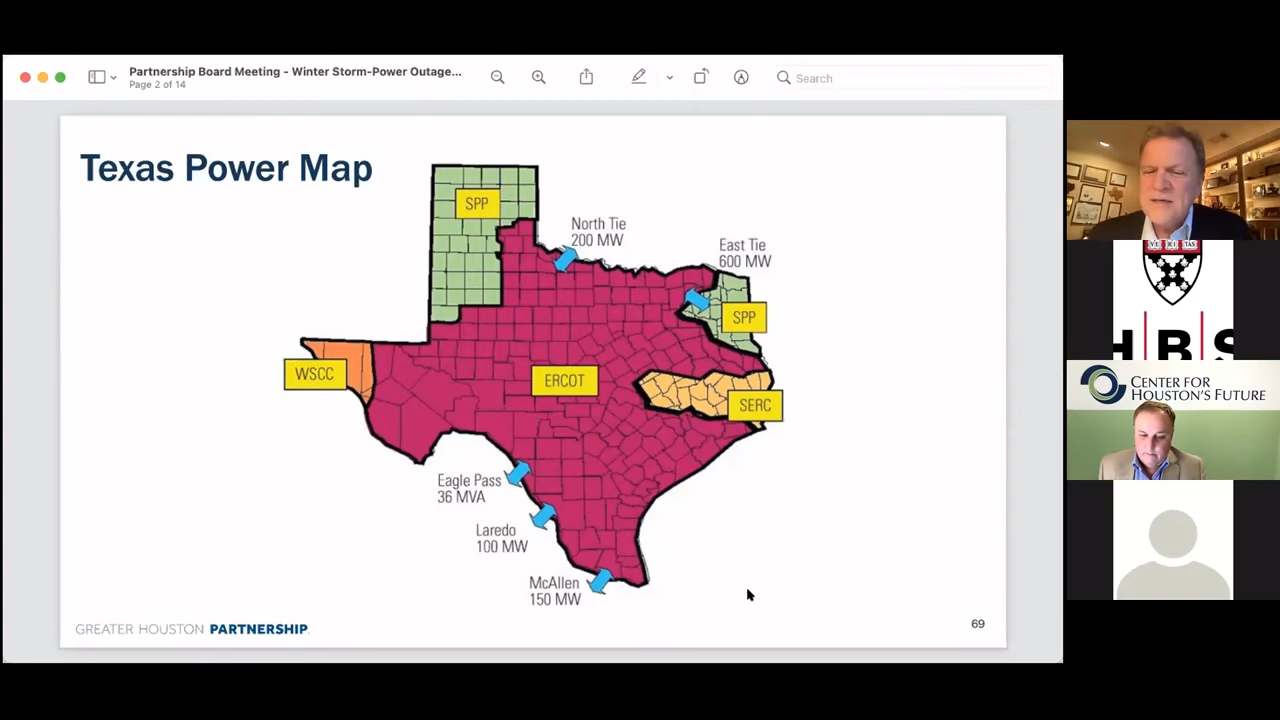 Partnership Board Meeting - Winter Storm-Power Outage...
Page 2 of 14
Search
Texas Power Map
SPP
North Tie
200 MW
East Tie
600 MW
SPP
WSCC
ERCOT
SERC
Eagle Pass
36 MVA
Laredo
100 MW
McAllen
150 MW
GREATER HOUSTON PARTNERSHIP.
69
VE RI TAS
HBS
CENTER FOR
HOUSTON'S FUTURE